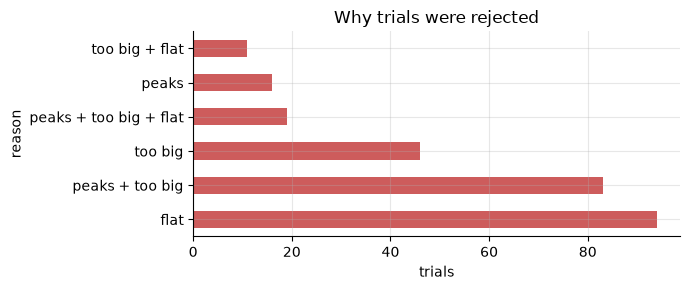 Why trials were rejected
too big + flat
peaks
peaks + too big + flat
too big
peaks + too big
flat
reason
0 20 40 60 80
trials